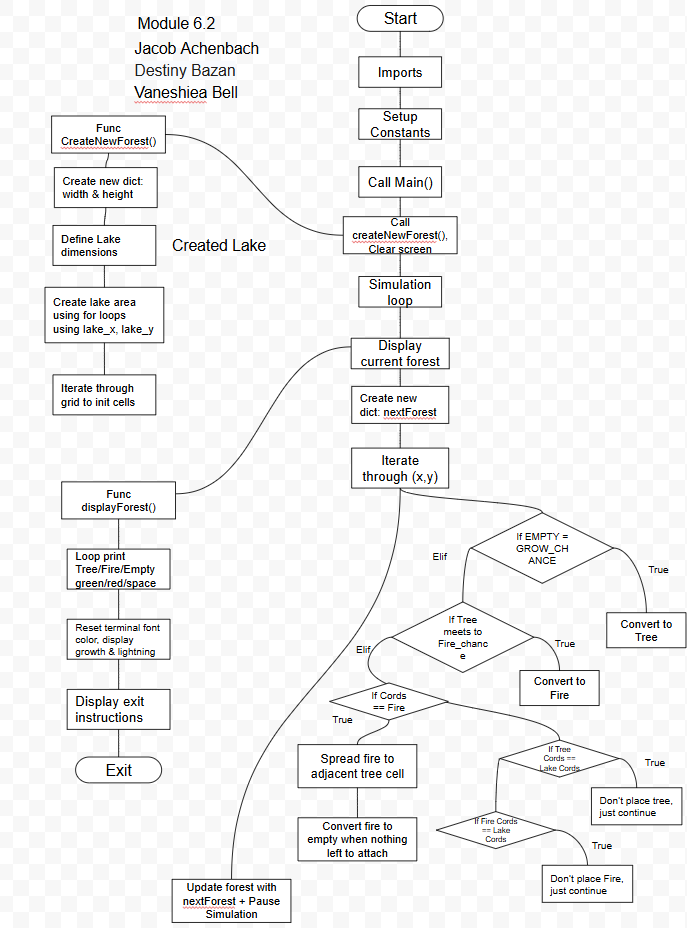 Module 6.2
Jacob Achenbach
Destiny Bazan
Vaneshiea Bell
Start
Imports
Setup
Constants
Call Main()
Call
createNewForest(),
Clear screen
Simulation
loop
Display
current forest
Create new
dict: nextForest
Iterate
through (x,y)
Func
CreateNewForest()
Create new dict:
width & height
Define Lake
dimensions
Created Lake
Create lake area
using for loops
using lake_x, lake_y
Iterate through
grid to init cells
Func
displayForest()
Loop print
Tree/Fire/Empty
green/red/space
Reset terminal font
color, display
growth & lightning
Display exit
instructions
Exit
If EMPTY =
GROW_CH
ANCE
Elif
True
Convert to
Tree
If Tree
meets to
Fire_chanc
e
Elif
True
Convert to
Fire
If Cords
== Fire
True
Spread fire to
adjacent tree cell
Convert fire to
empty when nothing
left to attach
If Tree
Cords ==
Lake Cords
True
Don't place tree,
just continue
If Fire Cords
== Lake
Cords
True
Don't place Fire,
just continue
Update forest with
nextForest + Pause
Simulation